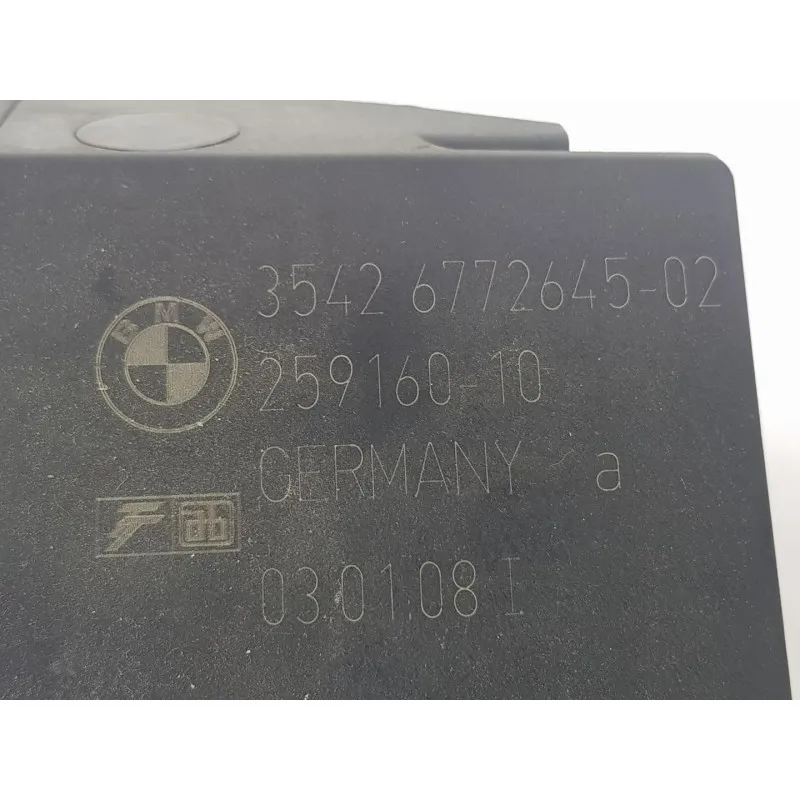 3542 6772645-02
BMW
259160-10
GERMANY a
03.01.08 I